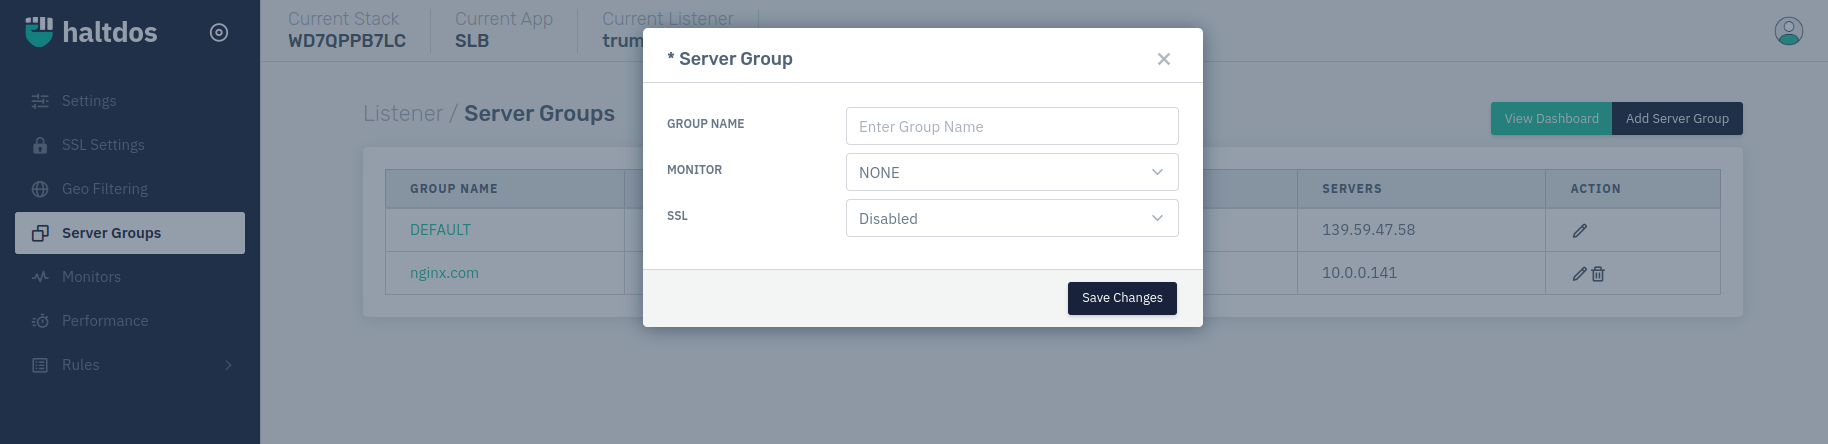 haltdos
Current Stack
WD7QPPB7LC
Current App
SLB
Current Listener
Settings
SSL Settings
Geo Filtering
Server Groups
Monitors
Performance
Rules
Listener / Server Groups
View Dashboard
Add Server Group
GROUP NAME
SERVERS
ACTION
DEFAULT
139.59.47.58
nginx.com
10.0.0.141
* Server Group
GROUP NAME
Enter Group Name
MONITOR
NONE
SSL
Disabled
Save Changes